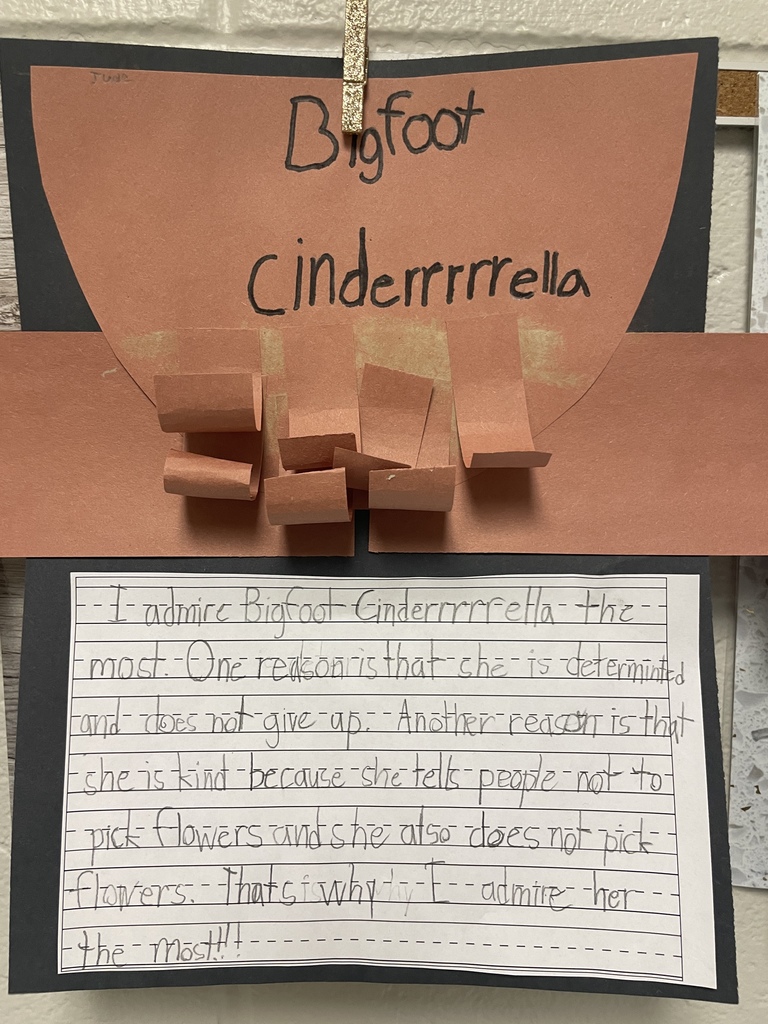 Jude
Bigfoot
Cinderrrrrella
I admire Bigfoot Cinderrrrrella the
most. One reason is that she is determinted
and does not give up. Another reason is that
she is kind because she tells people not to
pick flowers and she also does not pick
flowers. Thats why I admire her
the most!!!